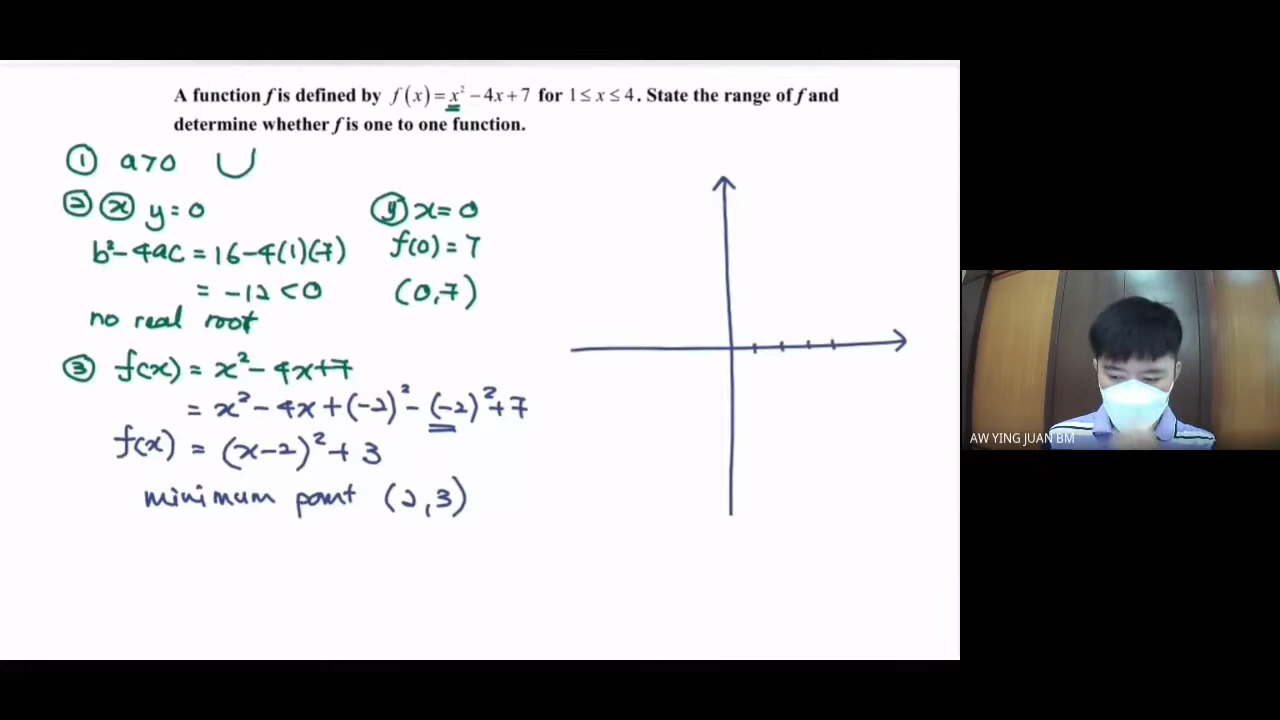 A function f is defined by f(x) = x² − 4x + 7 for 1 ≤ x ≤ 4. State the range of f and
determine whether f is one to one function.
① a>0
② ⓧ y=0
b²−4ac = 16−4(1)(7)
= −12 <0
no real root
ⓨ x=0
f(0) = 7
(0,7)
③ f(x) = x² − 4x+7
= x² − 4x + (−2)² − (−2)² + 7
f(x) = (x−2)² + 3
minimum point (2,3)
AW YING JUAN BM